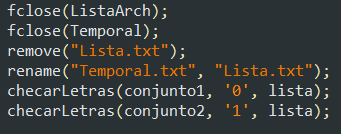 fclose(ListaArch);
fclose(Temporal);
remove("Lista.txt");
rename("Temporal.txt", "Lista.txt");
checarLetras(conjunto1, '0', lista);
checarLetras(conjunto2, '1', lista);